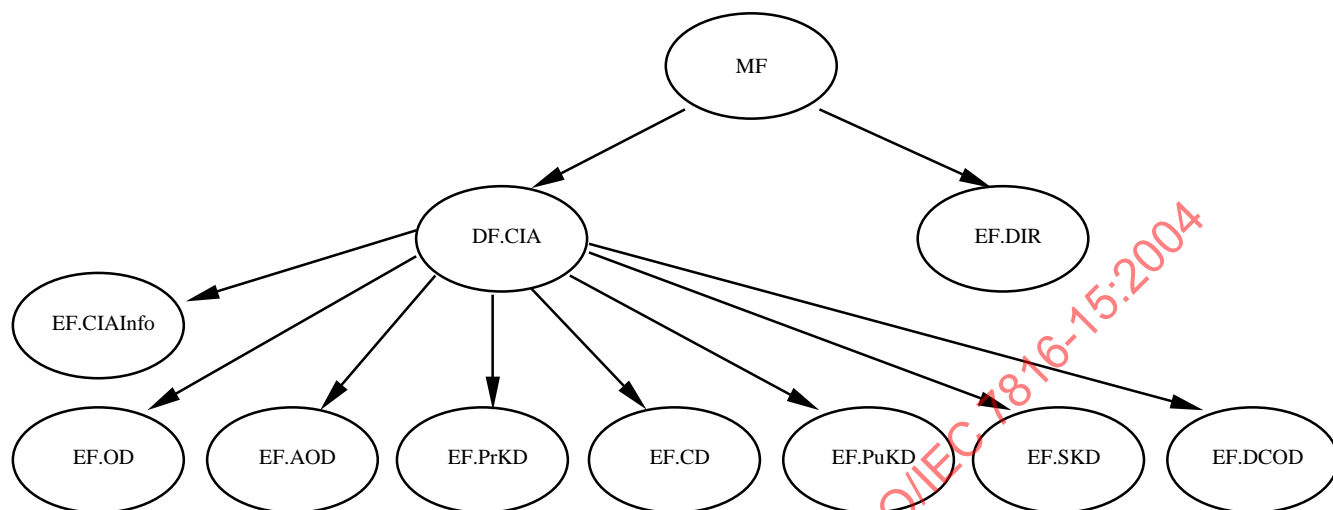 MF
DF.CIA
EF.DIR
EF.CIAInfo
EF.OD
EF.AOD
EF.PrKD
EF.CD
EF.PuKD
EF.SKD
EF.DCOD
O/IEC 7816-15:2004